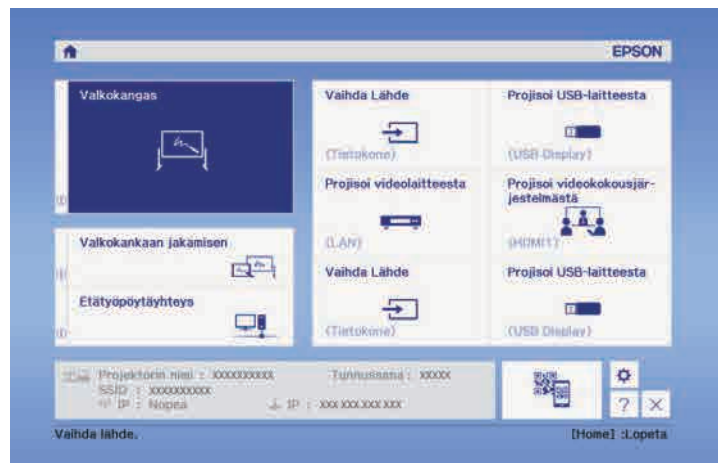 EPSON
Valkokangas
Vaihda Lähde
(Tietokone)
Projisoi USB-laitteesta
(USB Display)
Projisoi videolaitteesta
(LAN)
Projisoi videokokousjär-
jestelmästä
(HDMI1)
Valkokankaan jakamisen
Etätyöpöytäyhteys
Vaihda Lähde
(Tietokone)
Projisoi USB-laitteesta
(USB Display)
Projektorin nimi : XXXXXXXXXX Tunnussana : XXXXX
SSID : XXXXXXXXXX
IP : Nopea IP : XXX XXX.XXX XXX
?
Vaihda lähde. [Home] :Lopeta